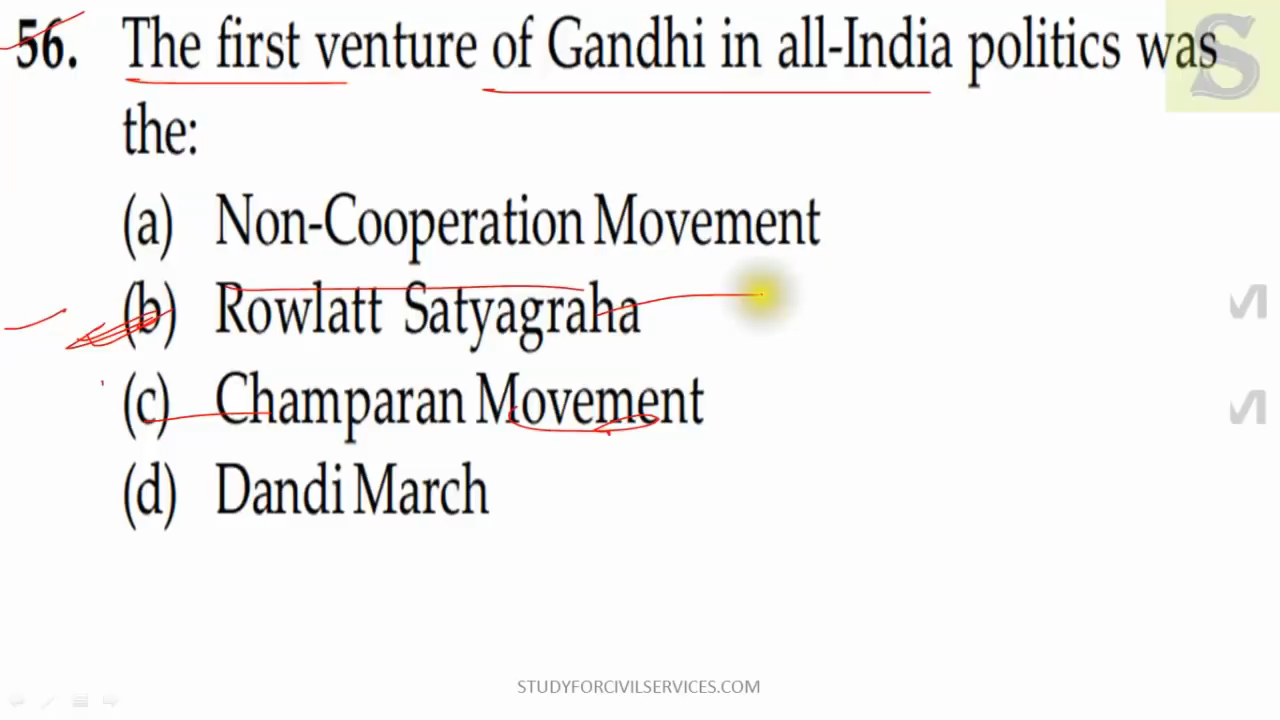 56. The first venture of Gandhi in all-India politics was
the:
(a) Non-Cooperation Movement
(b) Rowlatt Satyagraha
(c) Champaran Movement
(d) Dandi March
S
STUDYFORCIVILSERVICES.COM